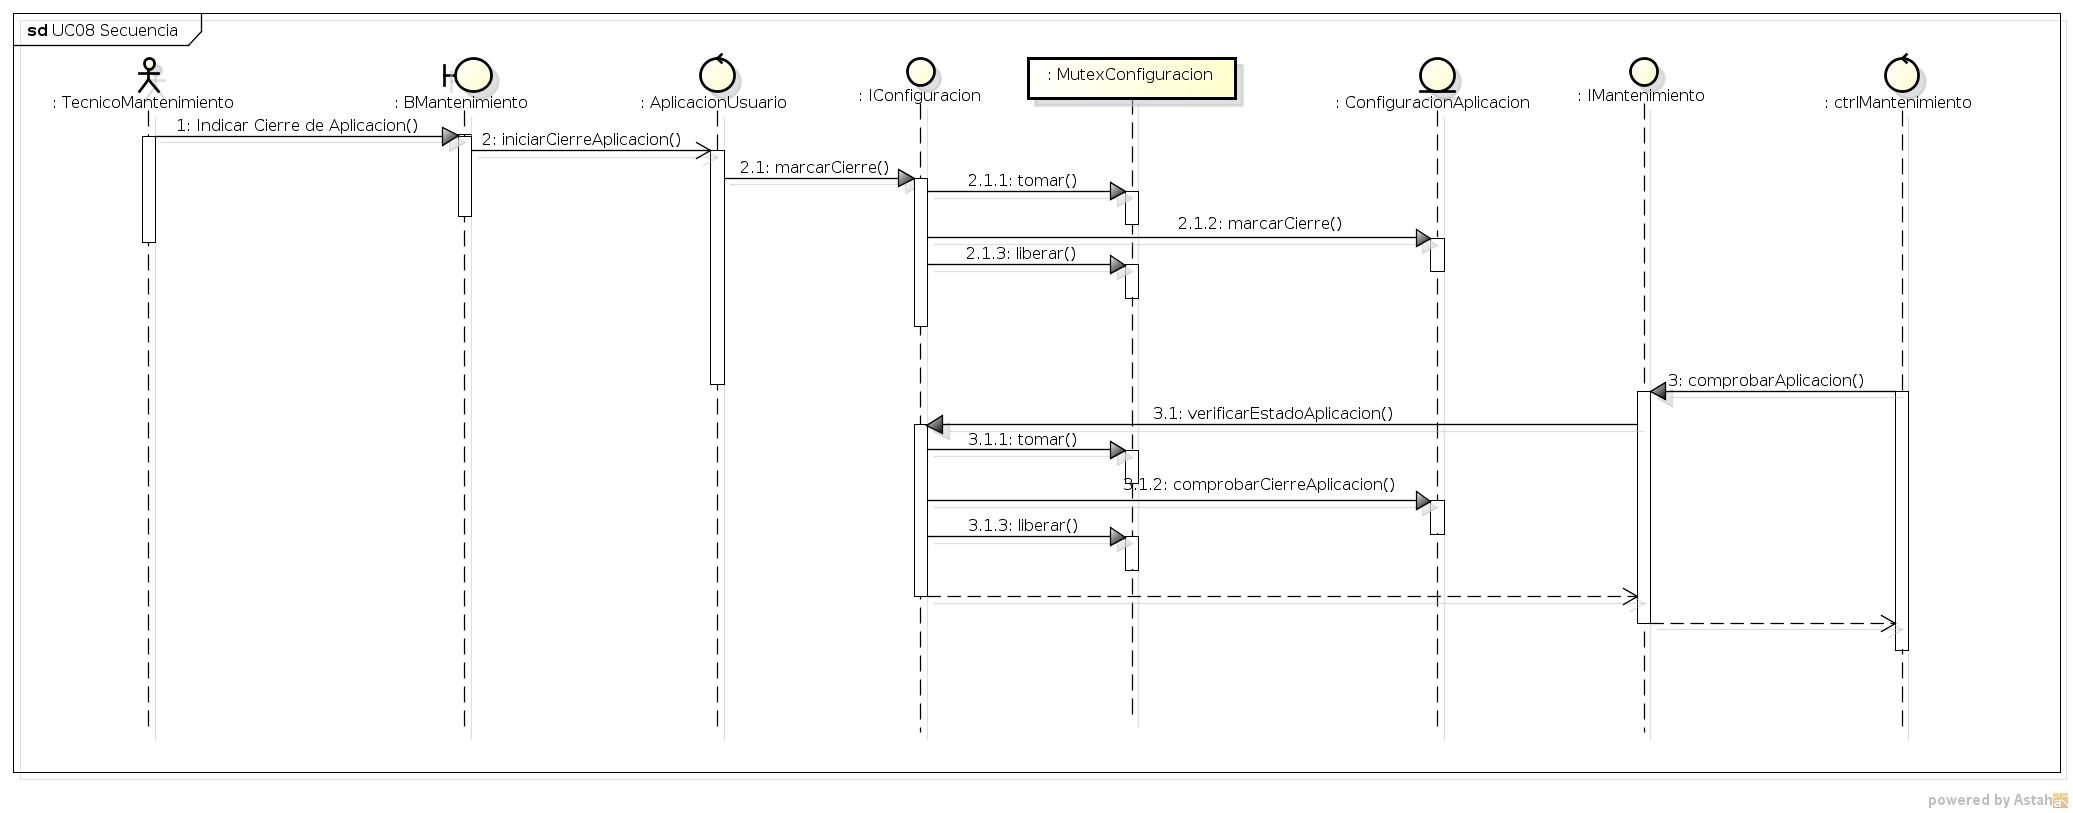 sd UC08 Secuencia
: TecnicoMantenimiento
: BMantenimiento
: AplicacionUsuario
: IConfiguracion
: MutexConfiguracion
: ConfiguracionAplicacion
: IMantenimiento
: ctrlMantenimiento
1: Indicar Cierre de Aplicacion()
2: iniciarCierreAplicacion()
2.1: marcarCierre()
2.1.1: tomar()
2.1.2: marcarCierre()
2.1.3: liberar()
3: comprobarAplicacion()
3.1: verificarEstadoAplicacion()
3.1.1: tomar()
3.1.2: comprobarCierreAplicacion()
3.1.3: liberar()
powered by Astah